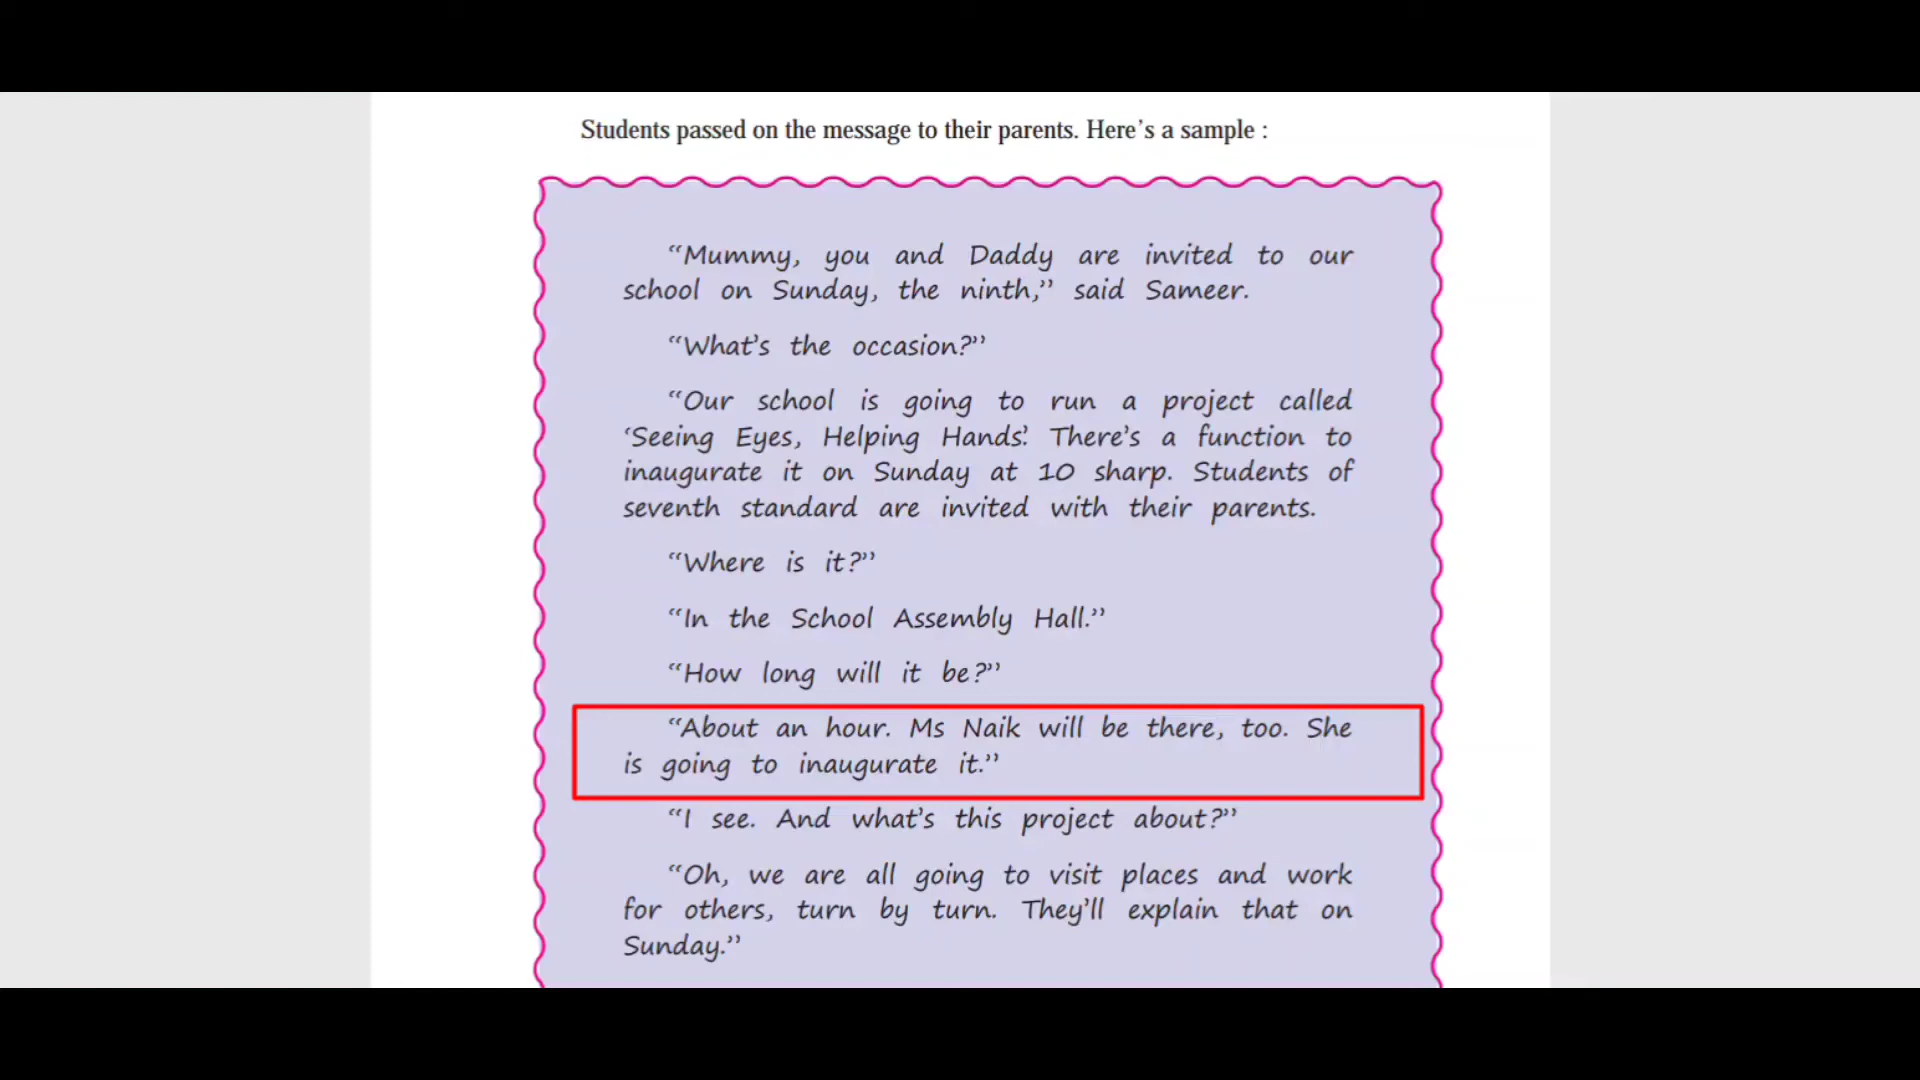 Students passed on the message to their parents. Here's a sample :
“Mummy, you and Daddy are invited to our
school on Sunday, the ninth,” said Sameer.
“What’s the occasion?”
“Our school is going to run a project called
‘Seeing Eyes, Helping Hands’. There’s a function to
inaugurate it on Sunday at 10 sharp. Students of
seventh standard are invited with their parents.
“Where is it?”
“In the School Assembly Hall.”
“How long will it be?”
“About an hour. Ms Naik will be there, too. She
is going to inaugurate it.”
“I see. And what’s this project about?”
“Oh, we are all going to visit places and work
for others, turn by turn. They’ll explain that on
Sunday.”